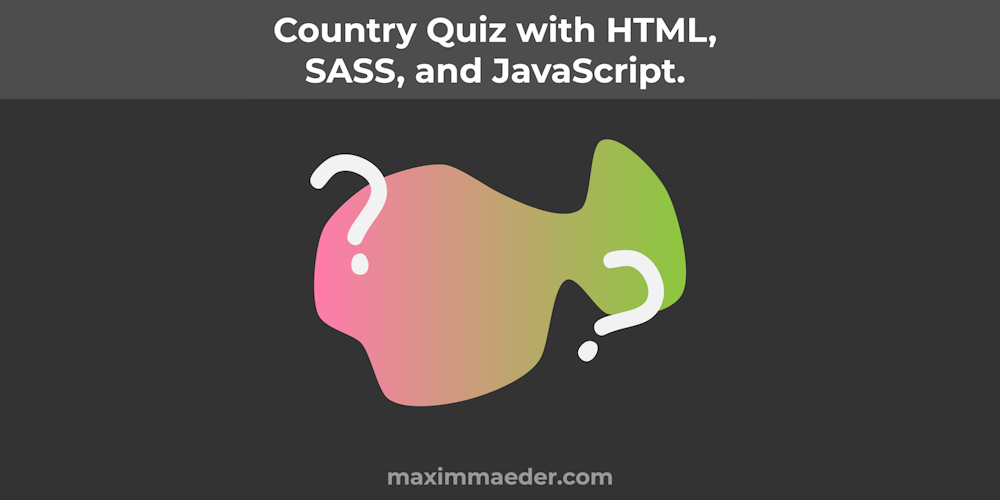 Country Quiz with HTML,
SASS, and JavaScript.
?
?
maximmaeder.com